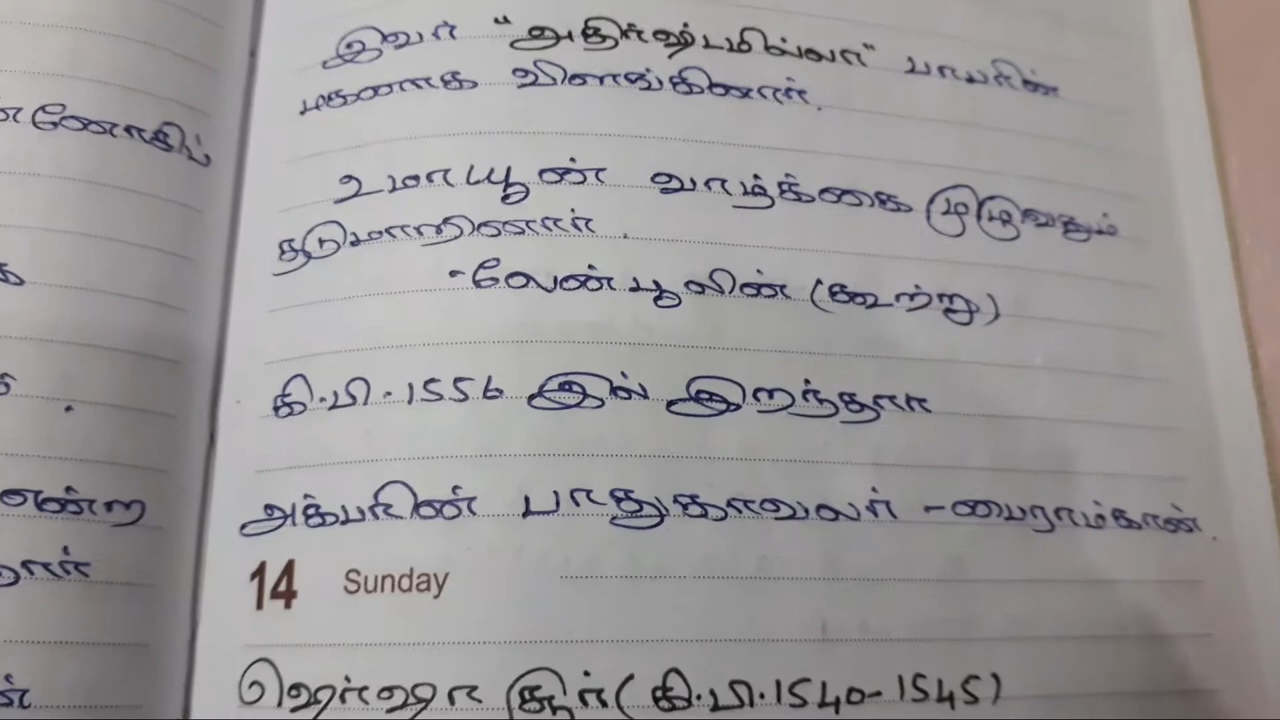 இவர் "அதிர்ஷ்டமில்லா" பாபரின்
மகனாக விளங்கினார்.
உமாயூன் வாழ்க்கை முழுவதும்
தடுமாறினார்.
- லேன்பூலின் (கூற்று)
கி.பி.1556 இல் இறந்தார்
அக்பரின் பாதுகாவலர் - பைராம்கான்.
14 Sunday
ஷெர்ஷா சூர் (கி.பி.1540-1545)
என்ற